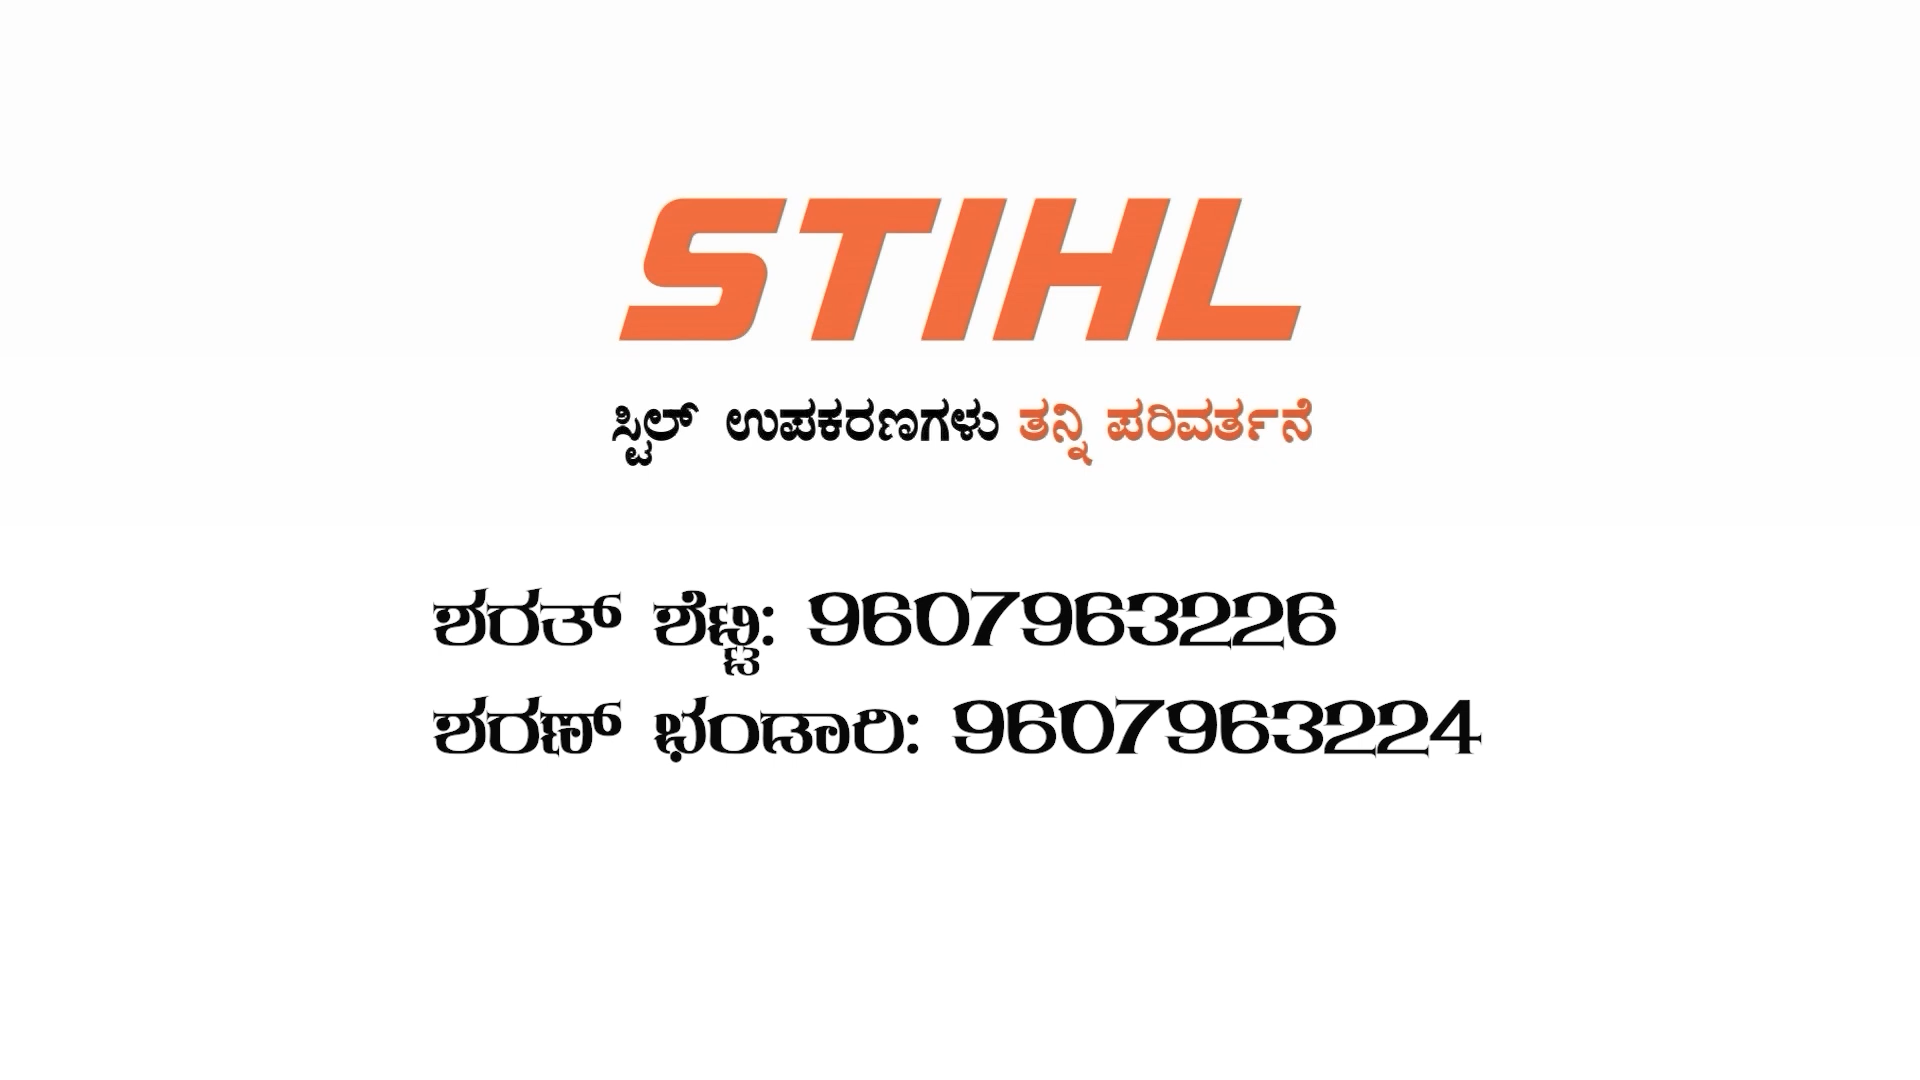 STIHL
ಸ್ಟಿಲ್ ಉಪಕರಣಗಳು ತನ್ನಿ ಪರಿವರ್ತನೆ
ಶರತ್ ಶೆಟ್ಟಿ: 9607963226
ಶರಣ್ ಭಂಡಾರಿ: 9607963224